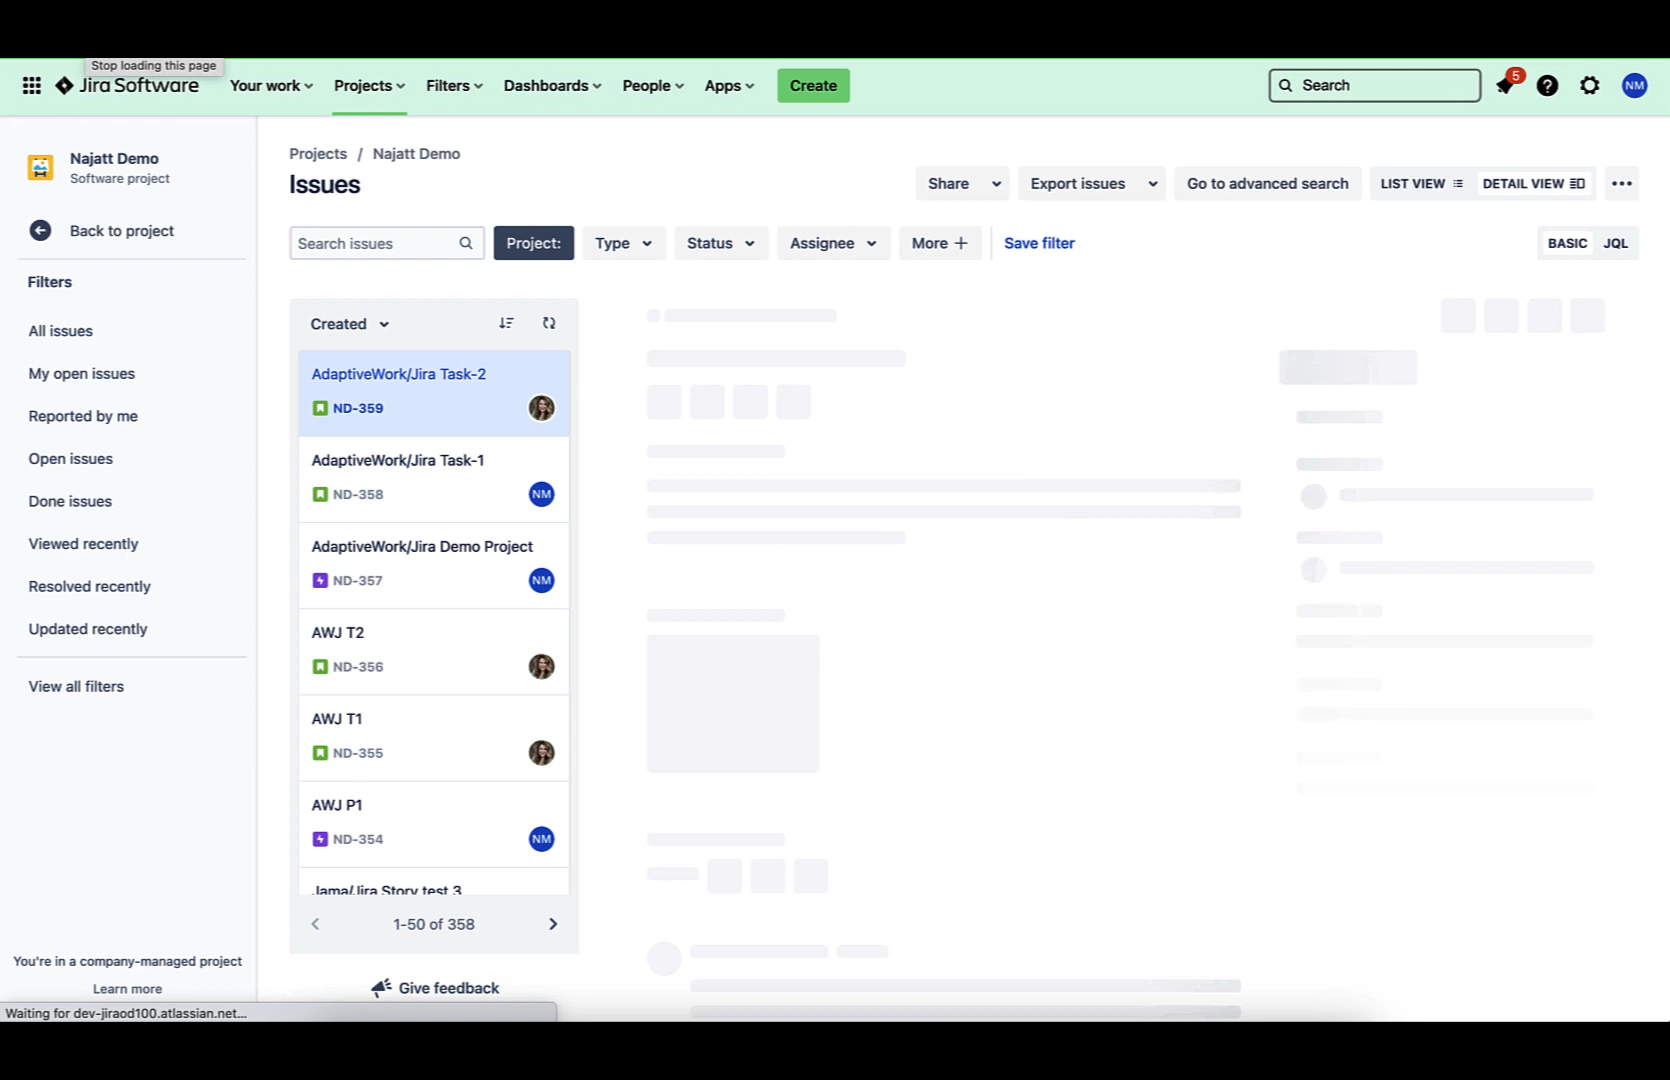 Stop loading this page
Jira Software
Your work
Projects
Filters
Dashboards
People
Apps
Create
Search
5
NM
Najatt Demo
Software project
Back to project
Filters
All issues
My open issues
Reported by me
Open issues
Done issues
Viewed recently
Resolved recently
Updated recently
View all filters
You're in a company-managed project
Learn more
Waiting for dev-jiraod100.atlassian.net...
Projects / Najatt Demo
Issues
Share
Export issues
Go to advanced search
LIST VIEW
DETAIL VIEW
Search issues
Project:
Type
Status
Assignee
More
Save filter
BASIC
JQL
Created
AdaptiveWork/Jira Task-2
ND-359
AdaptiveWork/Jira Task-1
ND-358
NM
AdaptiveWork/Jira Demo Project
ND-357
NM
AWJ T2
ND-356
AWJ T1
ND-355
AWJ P1
ND-354
NM
Jama/Jira Story test 3
1-50 of 358
Give feedback